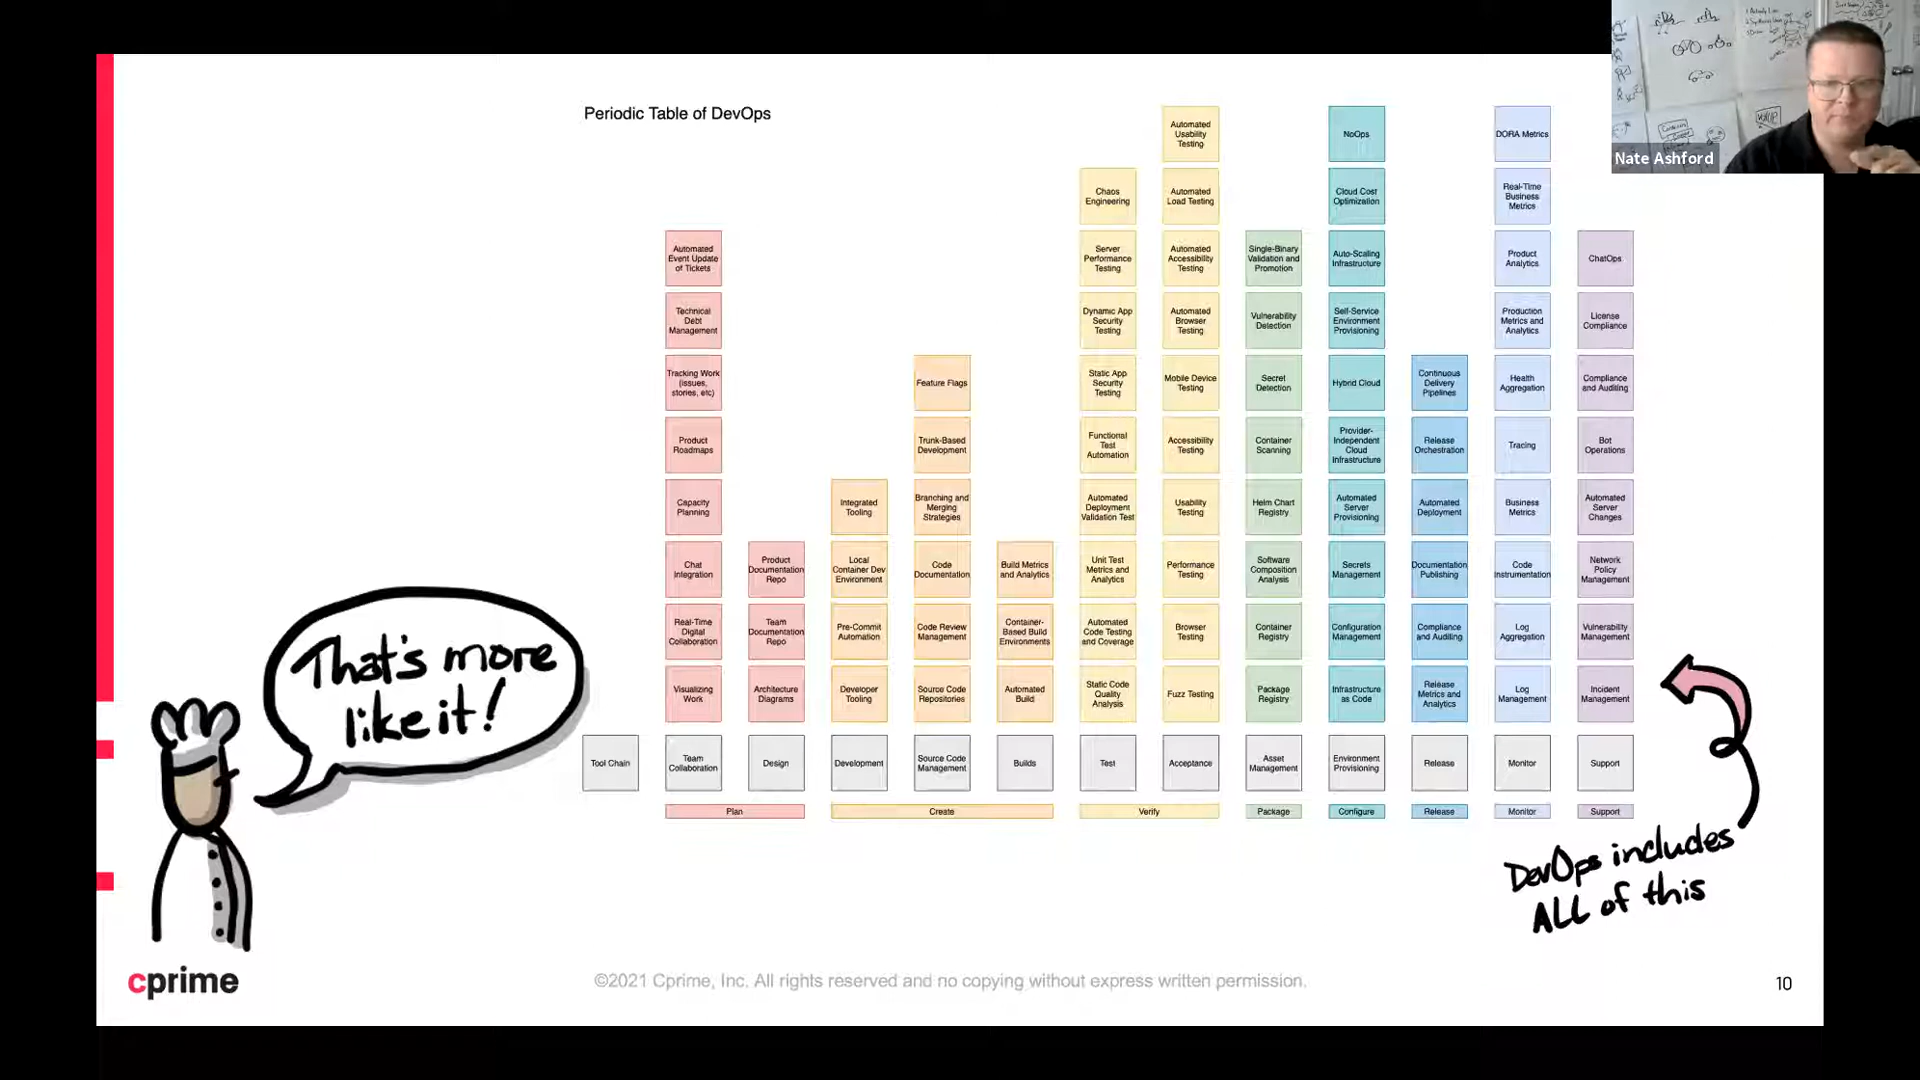 Nate Ashford
Periodic Table of DevOps
Automated
Usability
Testing
NoOps
DORA Metrics
Chaos
Engineering
Automated
Load Testing
Cloud Cost
Optimization
Real-Time
Business
Metrics
Automated
Event Update
of Tickets
Server
Performance
Testing
Automated
Accessibility
Testing
Single-Binary
Validation and
Promotion
Auto-Scaling
Infrastructure
Product
Analytics
ChatOps
Technical
Debt
Management
Dynamic App
Security
Testing
Automated
Browser
Testing
Vulnerability
Detection
Self-Service
Environment
Provisioning
Production
Metrics and
Analytics
License
Compliance
Tracking Work
(issues,
stories, etc)
Feature Flags
Static App
Security
Testing
Mobile Device
Testing
Secret
Detection
Hybrid Cloud
Continuous
Delivery
Pipelines
Health
Aggregation
Compliance
and Auditing
Product
Roadmaps
Trunk-Based
Development
Functional
Test
Automation
Accessibility
Testing
Container
Scanning
Provider-
Independent
Cloud
Infrastructure
Release
Orchestration
Tracing
Bot
Operations
Capacity
Planning
Integrated
Tooling
Branching and
Merging
Strategies
Automated
Deployment
Validation Test
Usability
Testing
Helm Chart
Registry
Automated
Server
Provisioning
Automated
Deployment
Business
Metrics
Automated
Server
Changes
Chat
Integration
Product
Documentation
Repo
Local
Container Dev
Environment
Code
Documentation
Build Metrics
and Analytics
Unit Test
Metrics and
Analytics
Performance
Testing
Software
Composition
Analysis
Secrets
Management
Documentation
Publishing
Code
Instrumentation
Network
Policy
Management
Real-Time
Digital
Collaboration
Team
Documentation
Repo
Pre-Commit
Automation
Code Review
Management
Container-
Based Build
Environments
Automated
Code Testing
and Coverage
Browser
Testing
Container
Registry
Configuration
Management
Compliance
and Auditing
Log
Aggregation
Vulnerability
Management
Visualizing
Work
Architecture
Diagrams
Developer
Tooling
Source Code
Repositories
Automated
Build
Static Code
Quality
Analysis
Fuzz Testing
Package
Registry
Infrastructure
as Code
Release
Metrics and
Analytics
Log
Management
Incident
Management
Tool Chain
Team
Collaboration
Design
Development
Source Code
Management
Builds
Test
Acceptance
Asset
Management
Environment
Provisioning
Release
Monitor
Support
Plan
Create
Verify
Package
Configure
Release
Monitor
Support
That's more
like it!
DevOps includes
ALL of this
cprime
©2021 Cprime, Inc. All rights reserved and no copying without express written permission.
10